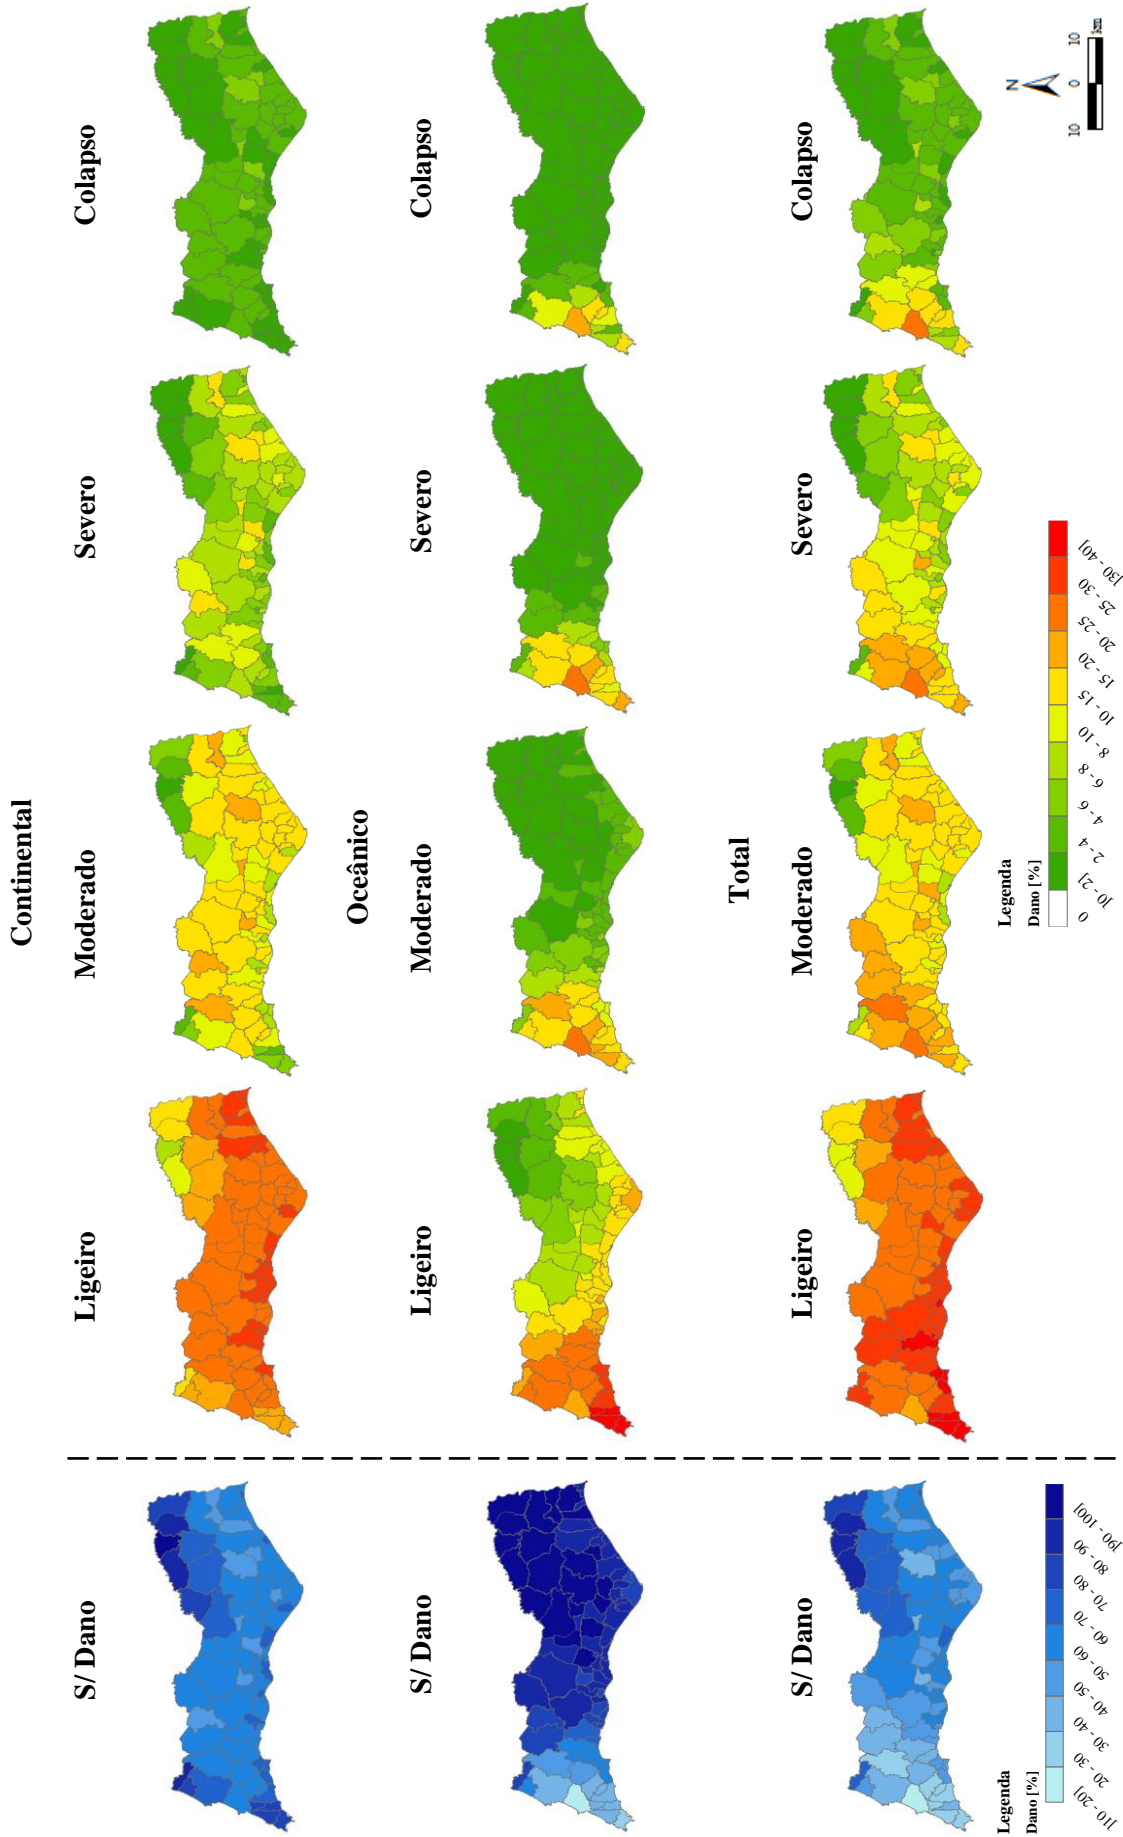 Continental
S/ Dano
Ligeiro
Moderado
Severo
Colapso
Oceânico
S/ Dano
Ligeiro
Moderado
Severo
Colapso
Total
S/ Dano
Ligeiro
Moderado
Severo
Colapso
Legenda
Dano [%]
]10 - 20]
20 - 30
30 - 40
40 - 50
50 - 60
60 - 70
70 - 80
80 - 90
]90 - 100]
Legenda
Dano [%]
0
]0 - 2]
2 - 4
4 - 6
6 - 8
8 - 10
10 - 15
15 - 20
20 - 25
25 - 30
]30 - 40]
N
10 0 10
km